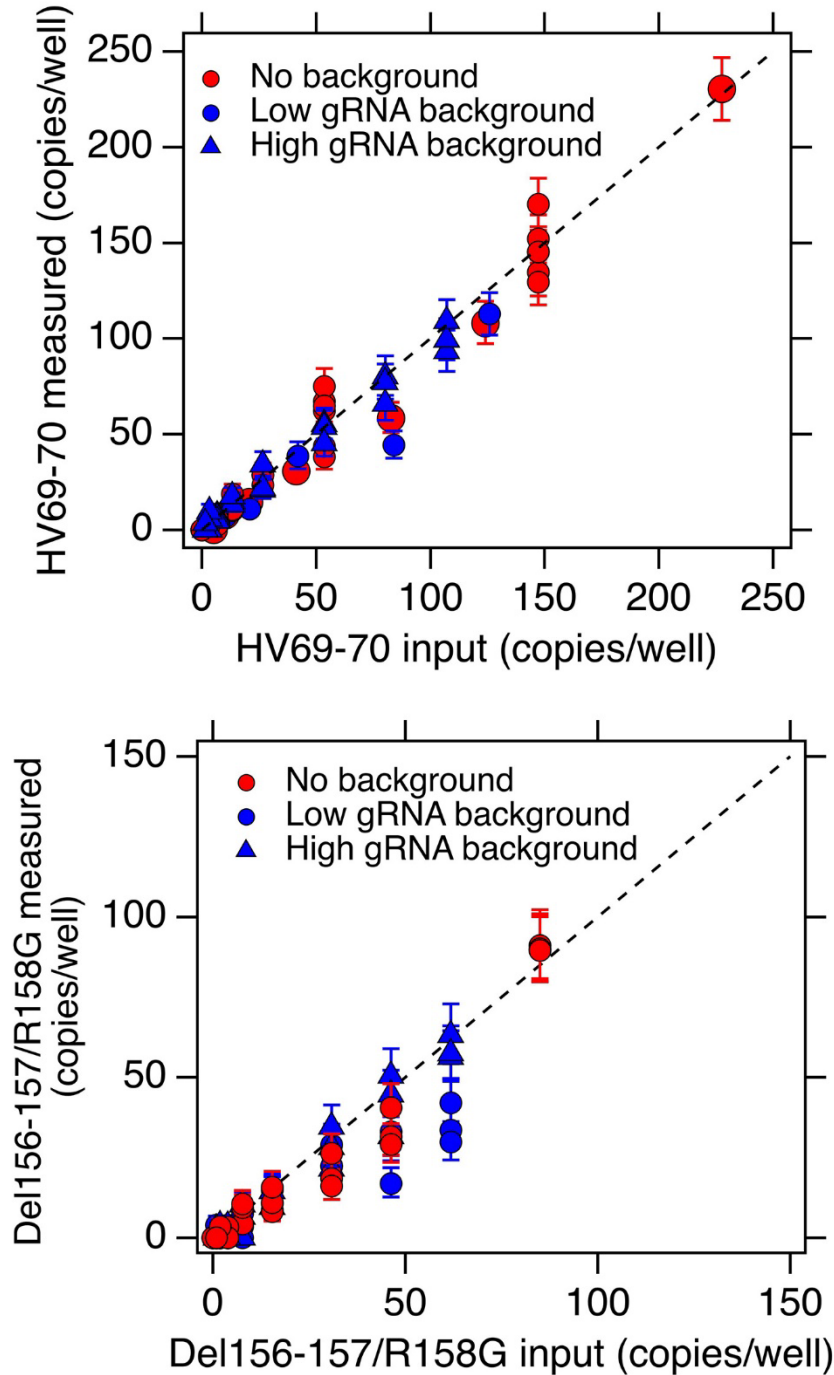 250
200
150
100
50
0
HV69-70 measured (copies/well)
No background
Low gRNA background
High gRNA background
0 50 100 150 200 250
HV69-70 input (copies/well)
150
100
50
0
Del156-157/R158G measured
(copies/well)
No background
Low gRNA background
High gRNA background
0 50 100 150
Del156-157/R158G input (copies/well)